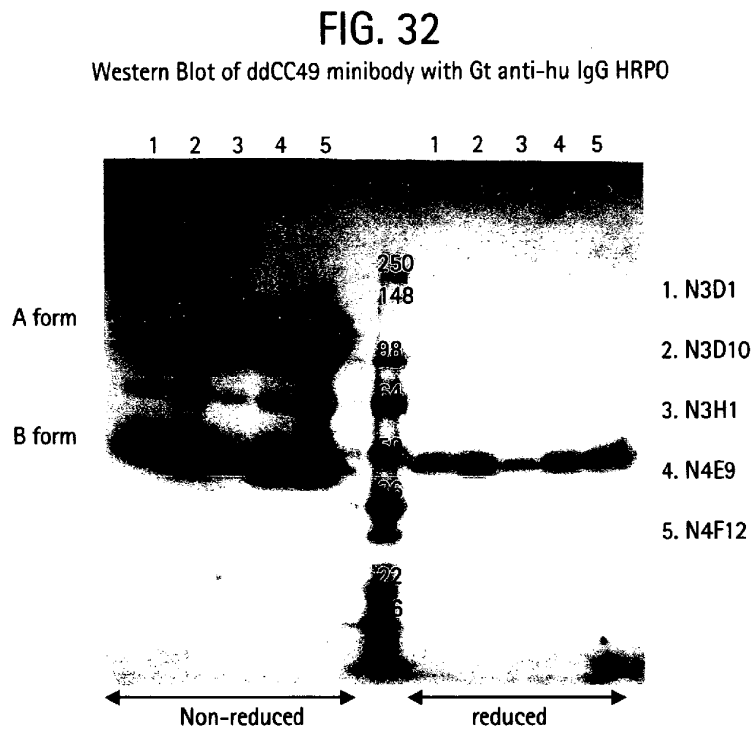 FIG. 32
Western Blot of ddCC49 minibody with Gt anti-hu IgG HRPO
1 2 3 4 5 1 2 3 4 5
250
148
98
64
50
36
22
A form
B form
1. N3D1
2. N3D10
3. N3H1
4. N4E9
5. N4F12
Non-reduced
reduced